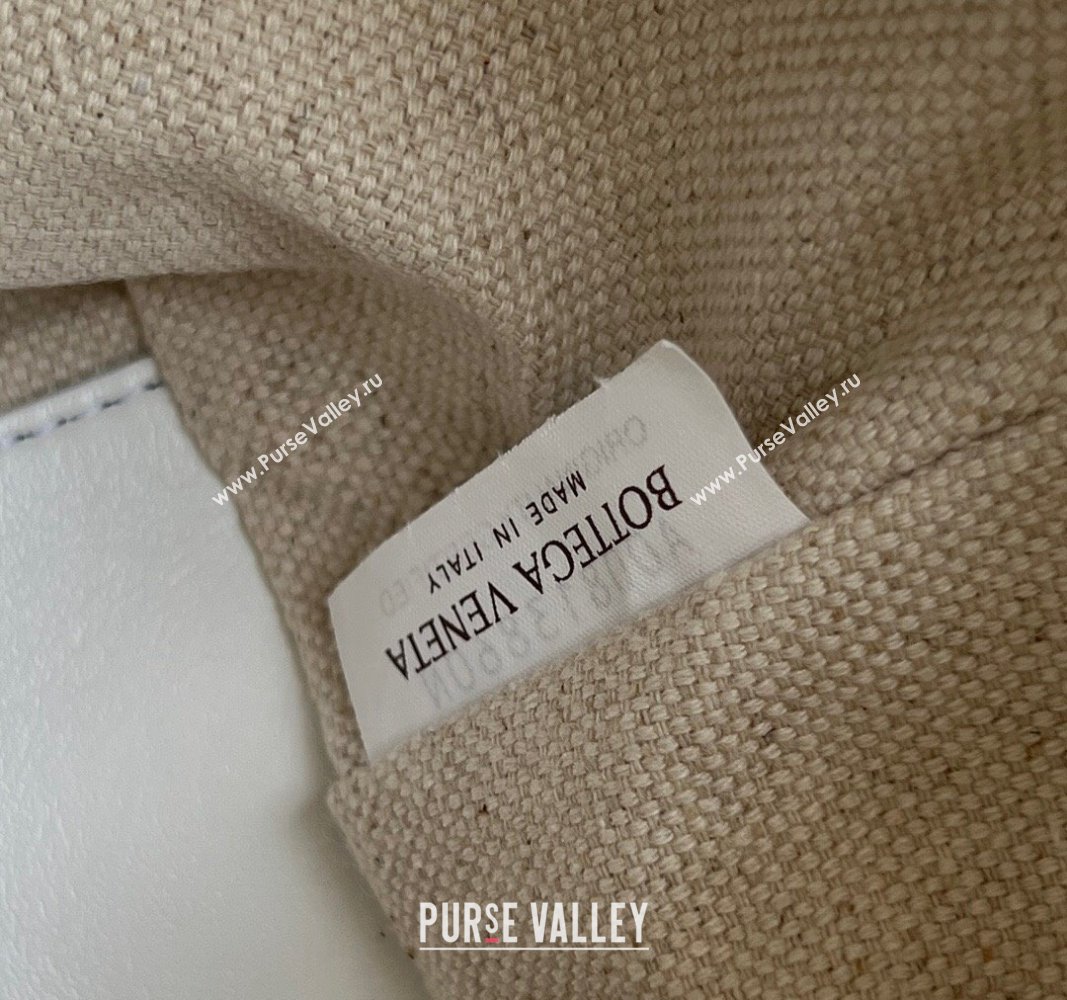 BOTTEGA VENETA
MADE IN ITALY
www.PurseValley.ru
www.PurseValley.ru
PURSE VALLEY